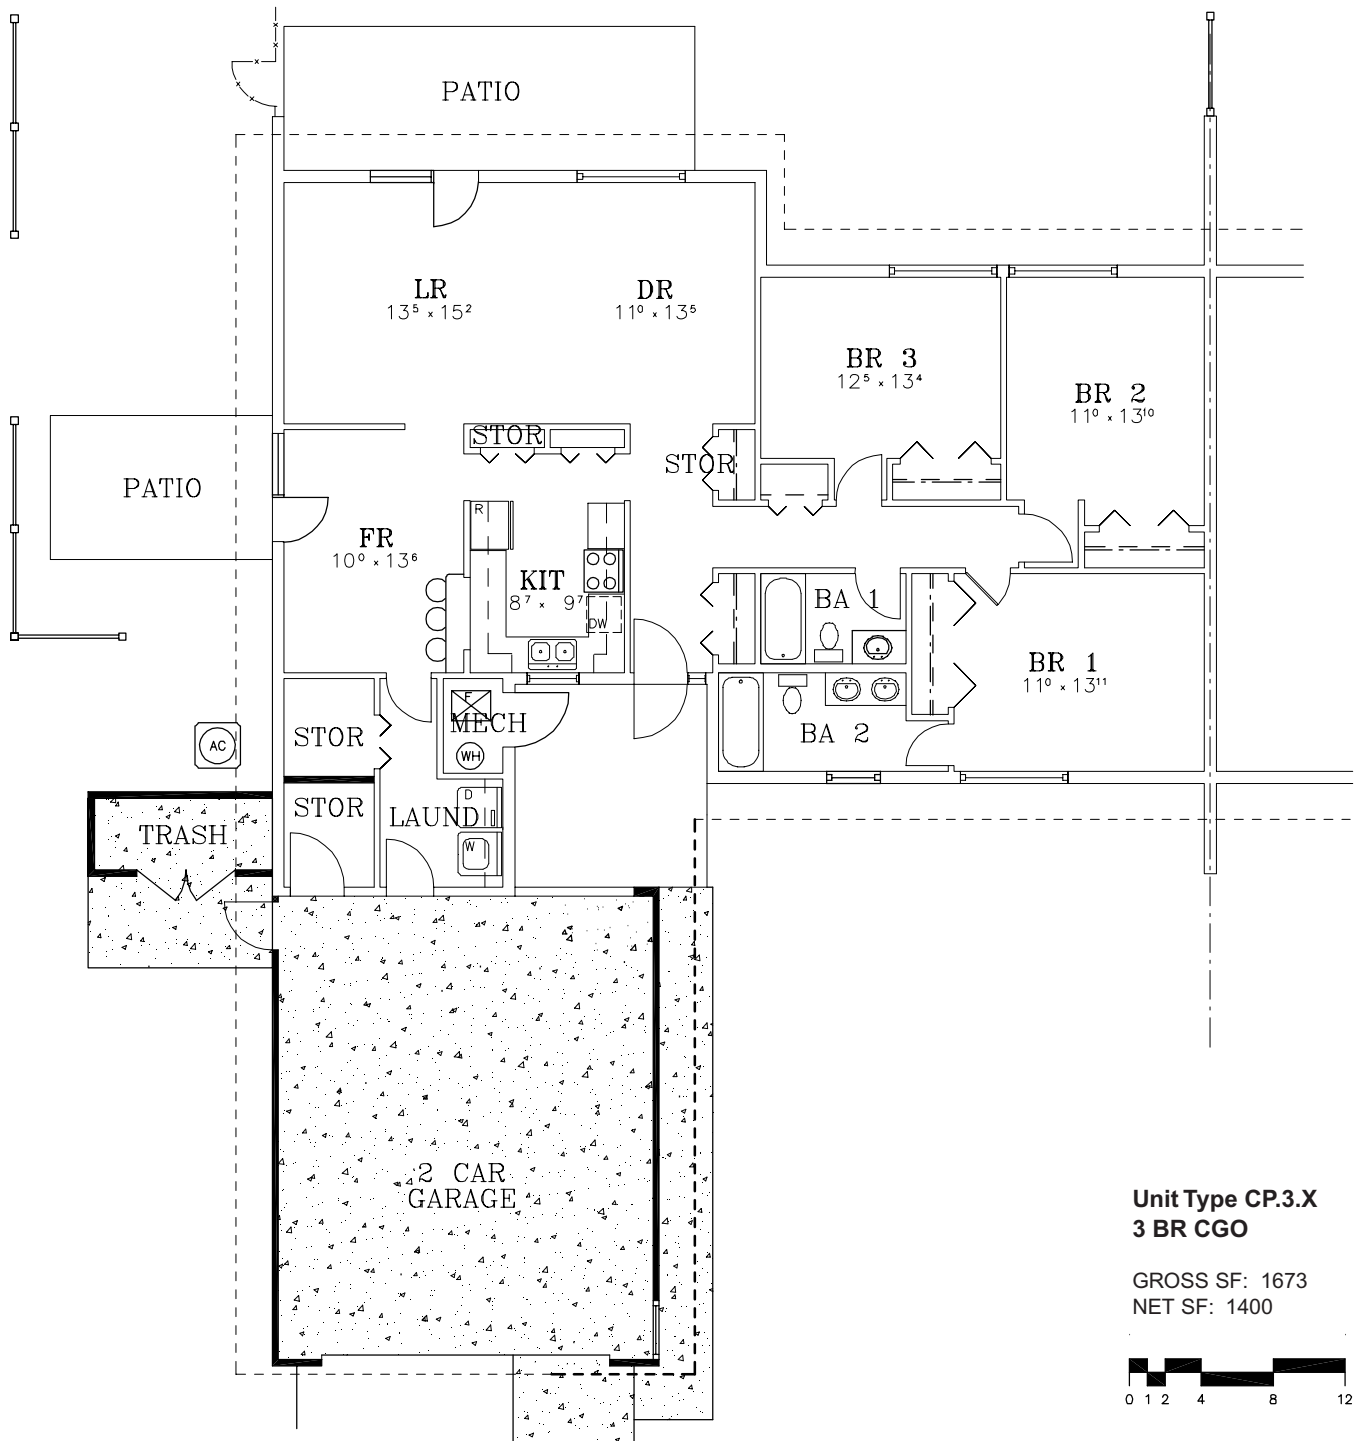 PATIO
LR
13⁵ × 15²
DR
11⁰ × 13⁵
BR 3
12⁵ × 13⁴
BR 2
11⁰ × 13¹⁰
STOR
STOR
PATIO
R
FR
10⁰ × 13⁶
KIT
8⁷ × 9⁷
DW
BA 1
BR 1
11⁰ × 13¹¹
F
MECH
WH
BA 2
AC
STOR
STOR
D
LAUND
W
TRASH
2 CAR
GARAGE
Unit Type CP.3.X
3 BR CGO
GROSS SF: 1673
NET SF: 1400
0 1 2 4 8 12